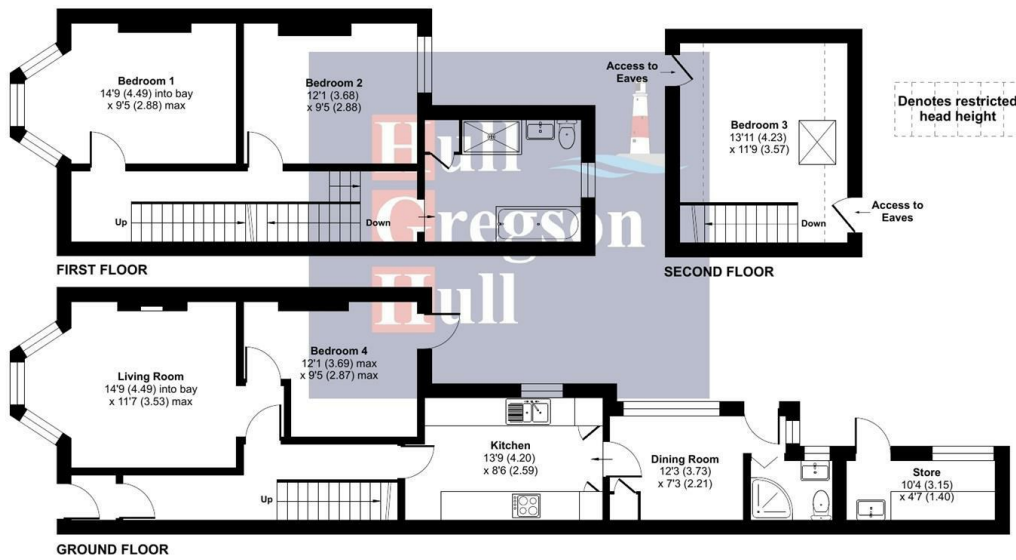 Bedroom 1
14'9 (4.49) into bay
x 9'5 (2.88) max
Bedroom 2
12'1 (3.68)
x 9'5 (2.88)
Up
Down
FIRST FLOOR
Access to
Eaves
Bedroom 3
13'11 (4.23)
x 11'9 (3.57)
Down
Access to
Eaves
SECOND FLOOR
Denotes restricted
head height
Hull
Gregson
Hull
Living Room
14'9 (4.49) into bay
x 11'7 (3.53) max
Bedroom 4
12'1 (3.69) max
x 9'5 (2.87) max
Up
Kitchen
13'9 (4.20)
x 8'6 (2.59)
Dining Room
12'3 (3.73)
x 7'3 (2.21)
Store
10'4 (3.15)
x 4'7 (1.40)
GROUND FLOOR